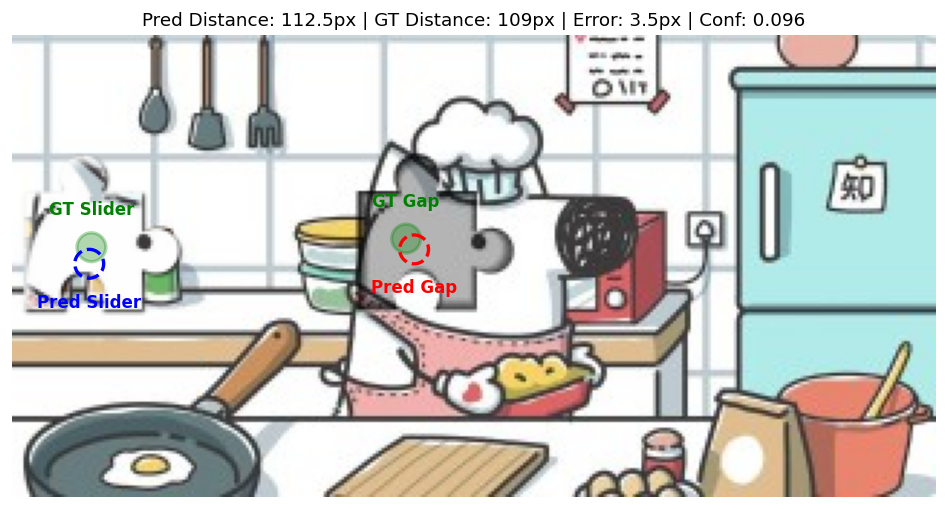 Pred Distance: 112.5px | GT Distance: 109px | Error: 3.5px | Conf: 0.096
知
GT Gap
GT Slider
Pred Gap
Pred Slider